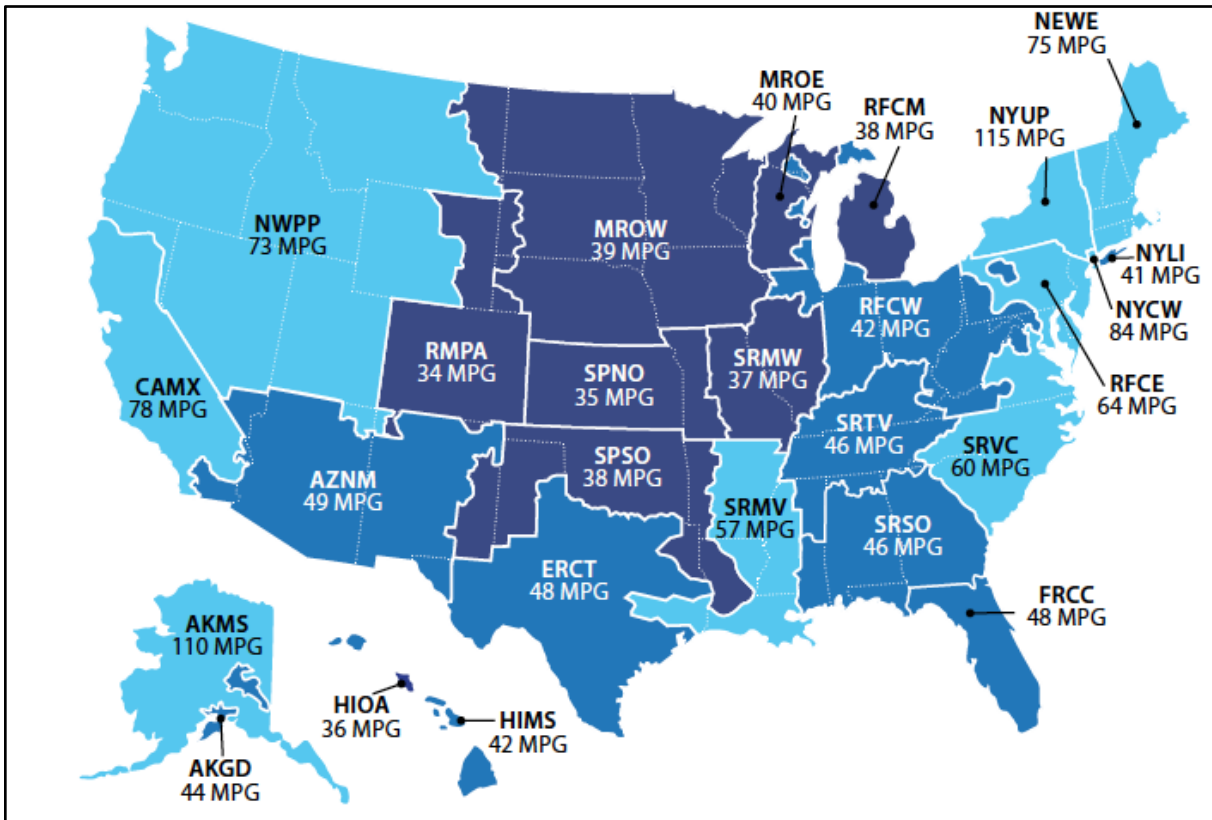 NEWE
75 MPG
MROE
40 MPG
RFCM
38 MPG
NYUP
115 MPG
NWPP
73 MPG
MROW
39 MPG
NYLI
41 MPG
NYCW
84 MPG
RFCW
42 MPG
RMPA
34 MPG
SPNO
35 MPG
SRMW
37 MPG
CAMX
78 MPG
RFCE
64 MPG
SRTV
46 MPG
SRVC
60 MPG
AZNM
49 MPG
SPSO
38 MPG
SRMV
57 MPG
SRSO
46 MPG
ERCT
48 MPG
FRCC
48 MPG
AKMS
110 MPG
HIOA
36 MPG
HIMS
42 MPG
AKGD
44 MPG